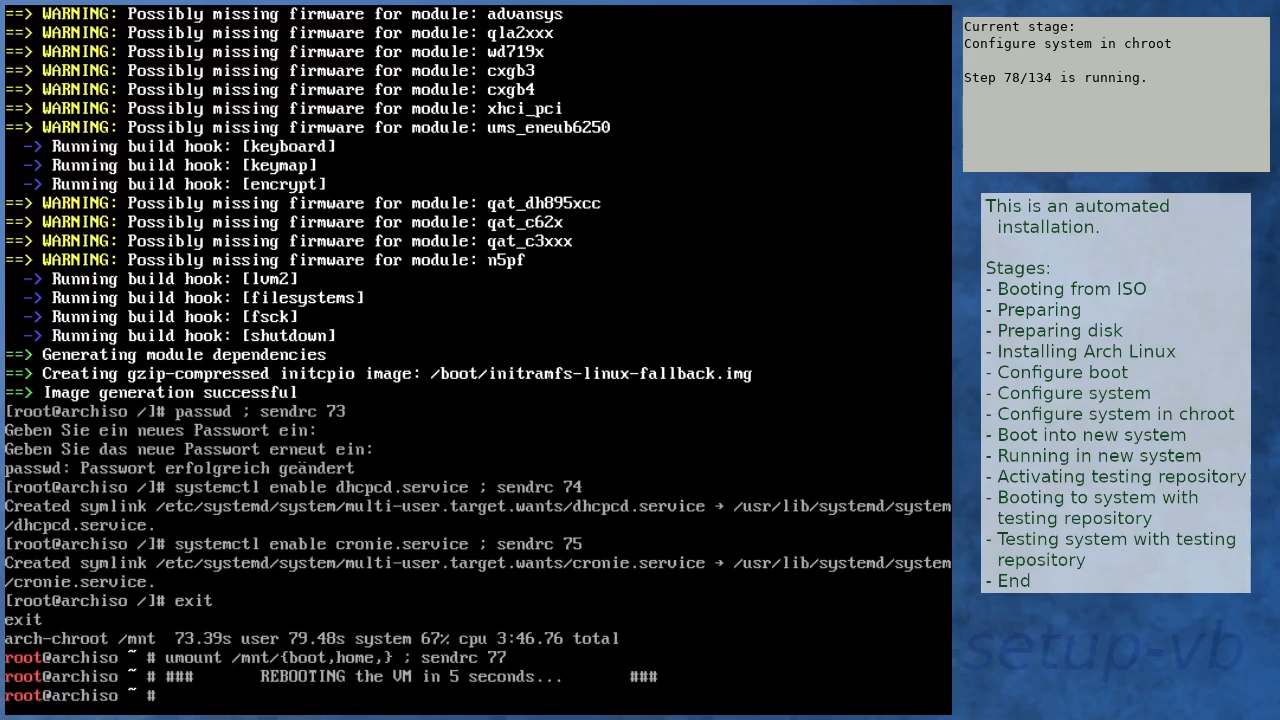 ==> WARNING: Possibly missing firmware for module: advansys
==> WARNING: Possibly missing firmware for module: qla2xxx
==> WARNING: Possibly missing firmware for module: wd719x
==> WARNING: Possibly missing firmware for module: cxgb3
==> WARNING: Possibly missing firmware for module: cxgb4
==> WARNING: Possibly missing firmware for module: xhci_pci
==> WARNING: Possibly missing firmware for module: ums_eneub6250
  -> Running build hook: [keyboard]
  -> Running build hook: [keymap]
  -> Running build hook: [encrypt]
==> WARNING: Possibly missing firmware for module: qat_dh895xcc
==> WARNING: Possibly missing firmware for module: qat_c62x
==> WARNING: Possibly missing firmware for module: qat_c3xxx
==> WARNING: Possibly missing firmware for module: n5pf
  -> Running build hook: [lvm2]
  -> Running build hook: [filesystems]
  -> Running build hook: [fsck]
  -> Running build hook: [shutdown]
==> Generating module dependencies
==> Creating gzip-compressed initcpio image: /boot/initramfs-linux-fallback.img
==> Image generation successful
[root@archiso /]# passwd ; sendrc 73
Geben Sie ein neues Passwort ein:
Geben Sie das neue Passwort erneut ein:
passwd: Passwort erfolgreich geändert
[root@archiso /]# systemctl enable dhcpcd.service ; sendrc 74
Created symlink /etc/systemd/system/multi-user.target.wants/dhcpcd.service → /usr/lib/systemd/system
/dhcpcd.service.
[root@archiso /]# systemctl enable cronie.service ; sendrc 75
Created symlink /etc/systemd/system/multi-user.target.wants/cronie.service → /usr/lib/systemd/system
/cronie.service.
[root@archiso /]# exit
exit
arch-chroot /mnt  73.39s user 79.48s system 67% cpu 3:46.76 total
root@archiso ~ # umount /mnt/{boot,home,} ; sendrc 77
root@archiso ~ # ###       REBOOTING the VM in 5 seconds...       ###
root@archiso ~ #
Current stage:
Configure system in chroot
Step 78/134 is running.
This is an automated
installation.
Stages:
- Booting from ISO
- Preparing
- Preparing disk
- Installing Arch Linux
- Configure boot
- Configure system
- Configure system in chroot
- Boot into new system
- Running in new system
- Activating testing repository
- Booting to system with
testing repository
- Testing system with testing
repository
- End
-setup-vb